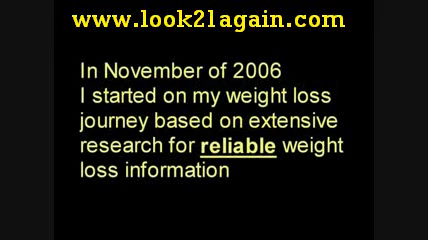 www.look21again.com
In November of 2006
I started on my weight loss
journey based on extensive
research for reliable weight
loss information